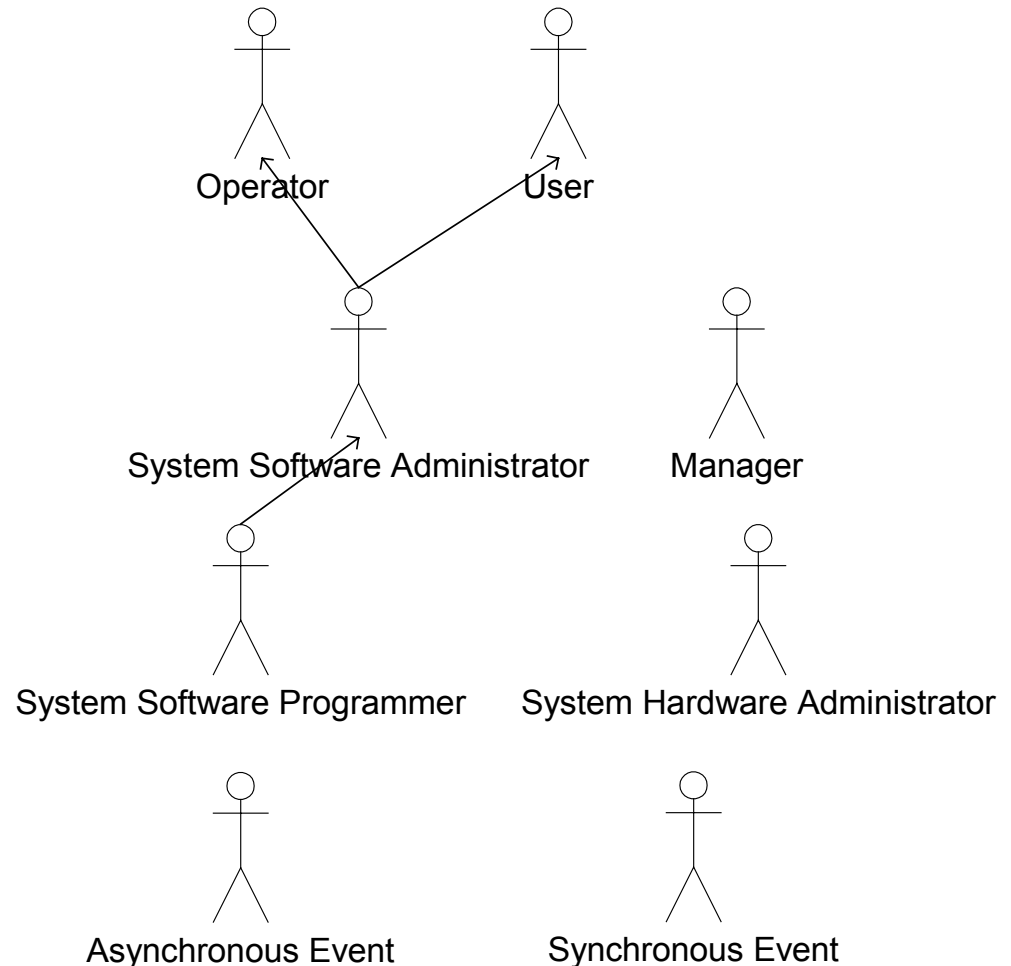 Operator
User
System Software Administrator
Manager
System Software Programmer
System Hardware Administrator
Asynchronous Event
Synchronous Event